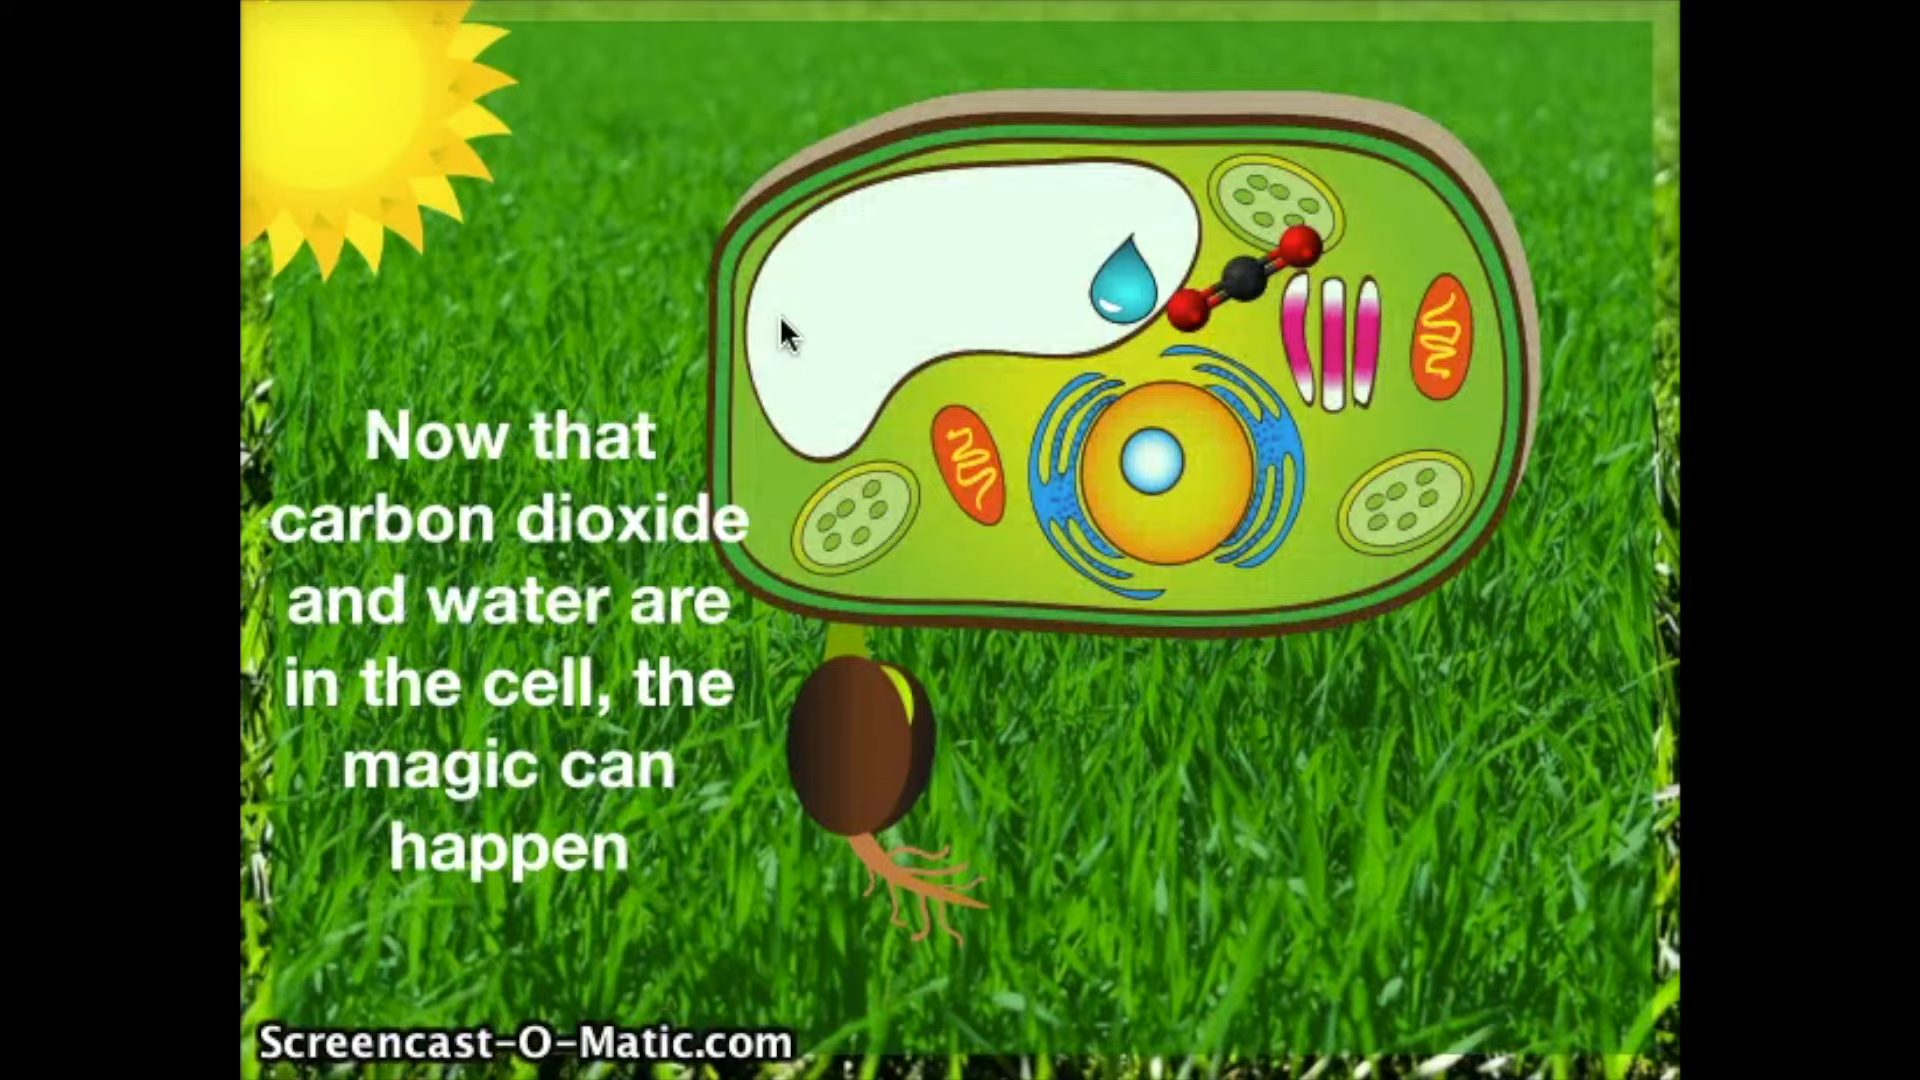 Now that
carbon dioxide
and water are
in the cell, the
magic can
happen
Screencast-O-Matic.com